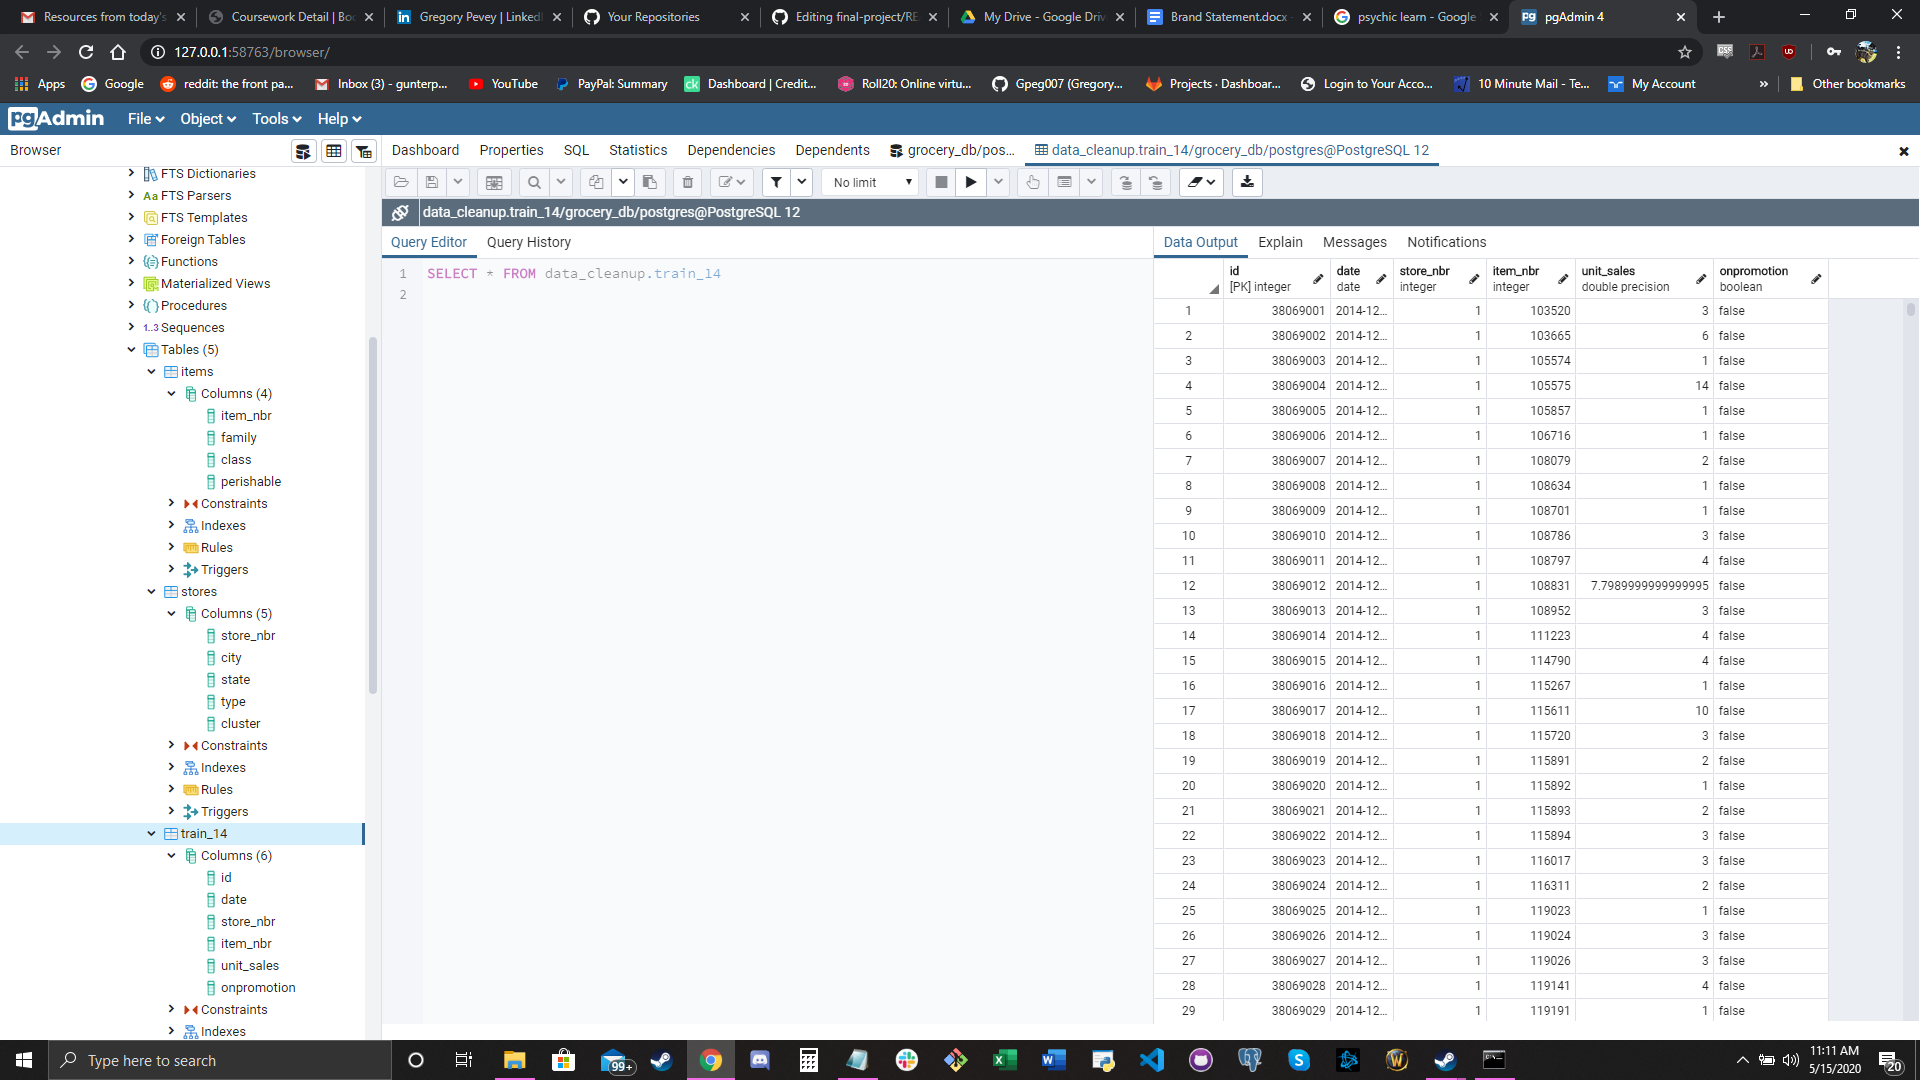 Resources from today's
Coursework Detail | Boo
Gregory Pevey | LinkedI
Your Repositories
Editing final-project/RE
My Drive - Google Driv
Brand Statement.docx -
psychic learn - Google
pgAdmin 4
127.0.0.1:58763/browser/
Apps
Google
reddit: the front pa...
Inbox (3) - gunterp...
YouTube
PayPal: Summary
Dashboard | Credit...
Roll20: Online virtu...
Gpeg007 (Gregory...
Projects · Dashboar...
Login to Your Acco...
10 Minute Mail - Te...
My Account
»
Other bookmarks
pgAdmin
File
Object
Tools
Help
Browser
Dashboard
Properties
SQL
Statistics
Dependencies
Dependents
grocery_db/pos...
data_cleanup.train_14/grocery_db/postgres@PostgreSQL 12
No limit
data_cleanup.train_14/grocery_db/postgres@PostgreSQL 12
FTS Dictionaries
Aa FTS Parsers
FTS Templates
Foreign Tables
Functions
Materialized Views
Procedures
1..3 Sequences
Tables (5)
items
Columns (4)
item_nbr
family
class
perishable
Constraints
Indexes
Rules
Triggers
stores
Columns (5)
store_nbr
city
state
type
cluster
Constraints
Indexes
Rules
Triggers
train_14
Columns (6)
id
date
store_nbr
item_nbr
unit_sales
onpromotion
Constraints
Indexes
Query Editor
Query History
1 SELECT * FROM data_cleanup.train_14
2
Data Output
Explain
Messages
Notifications
id [PK] integer
date date
store_nbr integer
item_nbr integer
unit_sales double precision
onpromotion boolean
1 38069001 2014-12... 1 103520 3 false
2 38069002 2014-12... 1 103665 6 false
3 38069003 2014-12... 1 105574 1 false
4 38069004 2014-12... 1 105575 14 false
5 38069005 2014-12... 1 105857 1 false
6 38069006 2014-12... 1 106716 1 false
7 38069007 2014-12... 1 108079 2 false
8 38069008 2014-12... 1 108634 1 false
9 38069009 2014-12... 1 108701 1 false
10 38069010 2014-12... 1 108786 3 false
11 38069011 2014-12... 1 108797 4 false
12 38069012 2014-12... 1 108831 7.7989999999999995 false
13 38069013 2014-12... 1 108952 3 false
14 38069014 2014-12... 1 111223 4 false
15 38069015 2014-12... 1 114790 4 false
16 38069016 2014-12... 1 115267 1 false
17 38069017 2014-12... 1 115611 10 false
18 38069018 2014-12... 1 115720 3 false
19 38069019 2014-12... 1 115891 2 false
20 38069020 2014-12... 1 115892 1 false
21 38069021 2014-12... 1 115893 2 false
22 38069022 2014-12... 1 115894 3 false
23 38069023 2014-12... 1 116017 3 false
24 38069024 2014-12... 1 116311 2 false
25 38069025 2014-12... 1 119023 1 false
26 38069026 2014-12... 1 119024 3 false
27 38069027 2014-12... 1 119026 3 false
28 38069028 2014-12... 1 119141 4 false
29 38069029 2014-12... 1 119191 1 false
Type here to search
99+
11:11 AM
5/15/2020
20